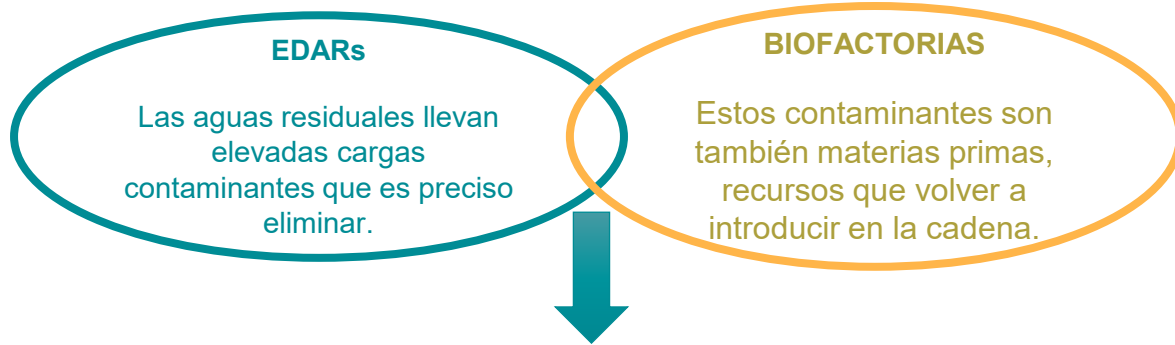 EDARs
Las aguas residuales llevan
elevadas cargas
contaminantes que es preciso
eliminar.
BIOFACTORIAS
Estos contaminantes son
también materias primas,
recursos que volver a
introducir en la cadena.